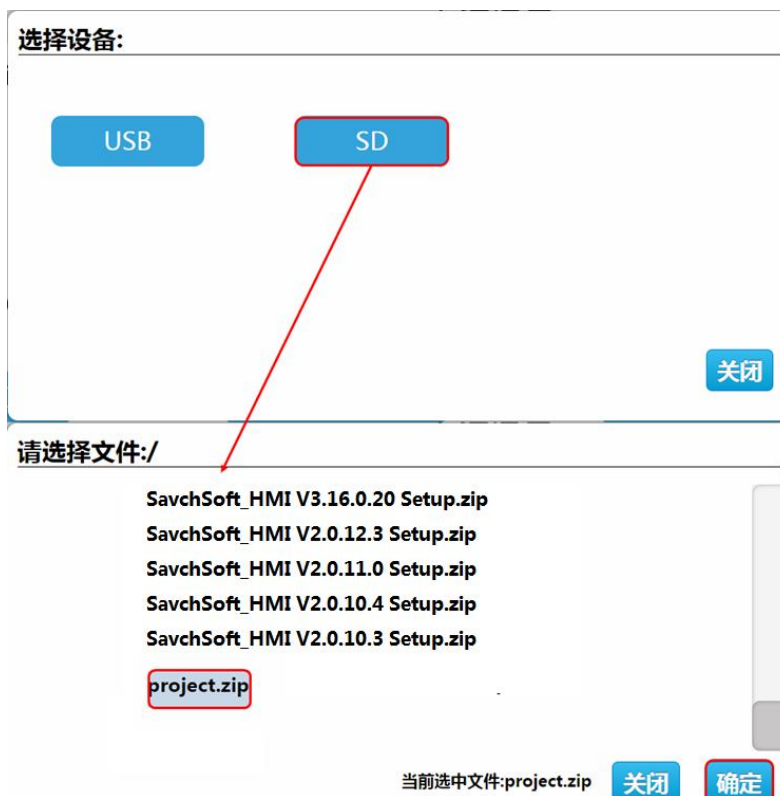 选择设备:
USB SD
关闭
请选择文件:/
SavchSoft_HMI V3.16.0.20 Setup.zip
SavchSoft_HMI V2.0.12.3 Setup.zip
SavchSoft_HMI V2.0.11.0 Setup.zip
SavchSoft_HMI V2.0.10.4 Setup.zip
SavchSoft_HMI V2.0.10.3 Setup.zip
project.zip
当前选中文件:project.zip 关闭 确定